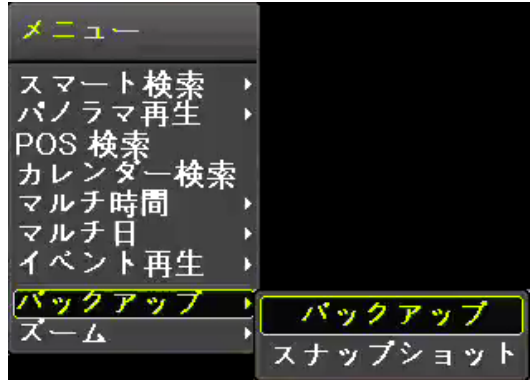 メニュー
スマート検索
パノラマ再生
POS 検索
カレンダー検索
マルチ時間
マルチ日
イベント再生
バックアップ
ズーム
バックアップ
スナップショット